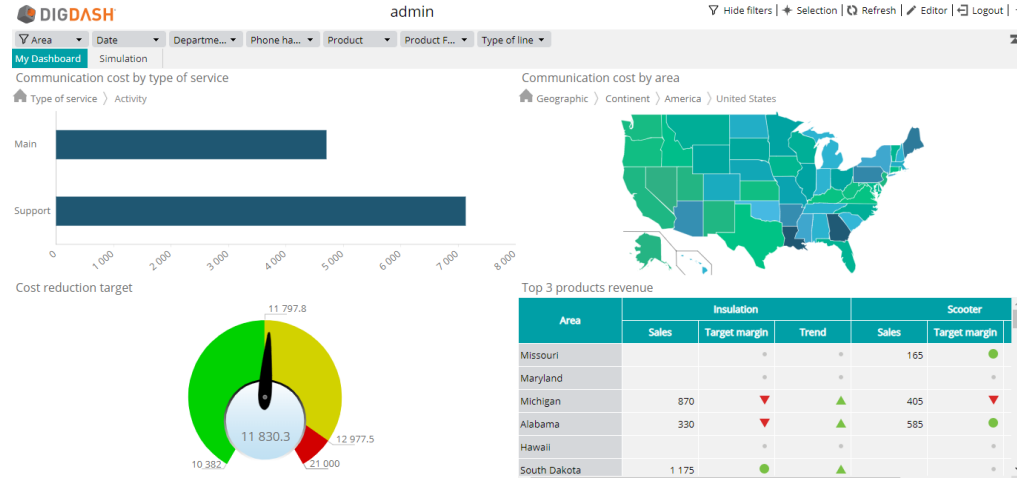 DIGDASH
admin
Hide filters | Selection | Refresh | Editor | Logout |
Area Date Departme... Phone ha... Product Product F... Type of line
My Dashboard Simulation
Communication cost by type of service
Type of service 〉 Activity
Main
Support
0 1 000 2 000 3 000 4 000 5 000 6 000 7 000 8 000
Communication cost by area
Geographic 〉 Continent 〉 America 〉 United States
Cost reduction target
11 797.8
11 830.3
12 977.5
10 382
21 000
Top 3 products revenue
Area Insulation Scooter
Sales Target margin Trend Sales Target margin
Missouri 165
Maryland
Michigan 870 405
Alabama 330 585
Hawaii
South Dakota 1 175